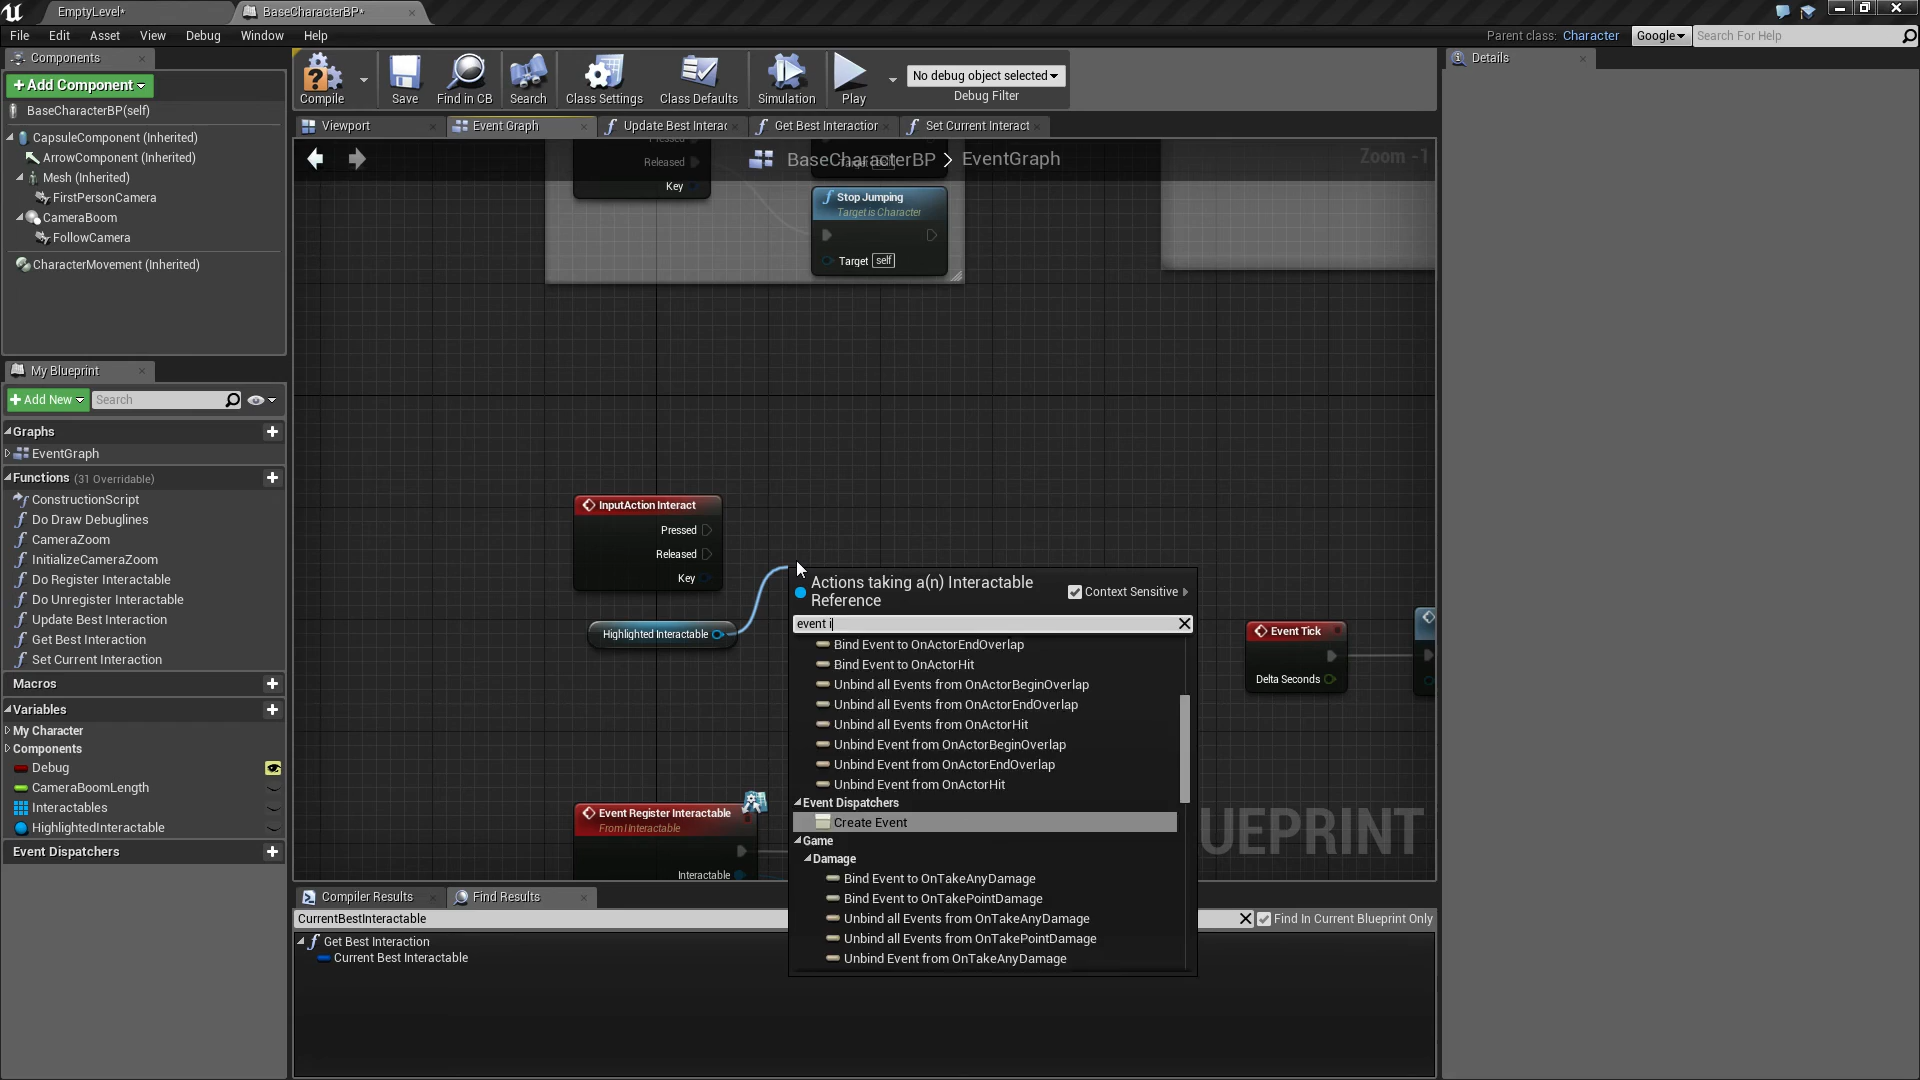 EmptyLevel*
BaseCharacterBP*
File Edit Asset View Debug Window Help
Parent class: Character
Google
Search For Help
Components
Add Component
BaseCharacterBP(self)
CapsuleComponent (Inherited)
ArrowComponent (Inherited)
Mesh (Inherited)
FirstPersonCamera
CameraBoom
FollowCamera
CharacterMovement (Inherited)
Compile
Save
Find in CB
Search
Class Settings
Class Defaults
Simulation
Play
No debug object selected
Debug Filter
Details
Viewport
Event Graph
Update Best Interac
Get Best Interaction
Set Current Interact
BaseCharacterBP > EventGraph
Zoom -1
Pressed
Released
Key
Target self
Stop Jumping
Target is Character
Target self
My Blueprint
Add New
Search
Graphs
EventGraph
Functions (31 Overridable)
ConstructionScript
Do Draw Debuglines
CameraZoom
InitializeCameraZoom
Do Register Interactable
Do Unregister Interactable
Update Best Interaction
Get Best Interaction
Set Current Interaction
Macros
Variables
My Character
Components
Debug
CameraBoomLength
Interactables
HighlightedInteractable
Event Dispatchers
InputAction Interact
Pressed
Released
Key
Highlighted Interactable
Event Register Interactable
From I Interactable
Interactable
Actions taking a(n) Interactable
Reference
Context Sensitive
event i
Bind Event to OnActorEndOverlap
Bind Event to OnActorHit
Unbind all Events from OnActorBeginOverlap
Unbind all Events from OnActorEndOverlap
Unbind all Events from OnActorHit
Unbind Event from OnActorBeginOverlap
Unbind Event from OnActorEndOverlap
Unbind Event from OnActorHit
Event Dispatchers
Create Event
Game
Damage
Bind Event to OnTakeAnyDamage
Bind Event to OnTakePointDamage
Unbind all Events from OnTakeAnyDamage
Unbind all Events from OnTakePointDamage
Unbind Event from OnTakeAnyDamage
Event Tick
Delta Seconds
UEPRINT
Compiler Results
Find Results
CurrentBestInteractable
Find In Current Blueprint Only
Get Best Interaction
Current Best Interactable